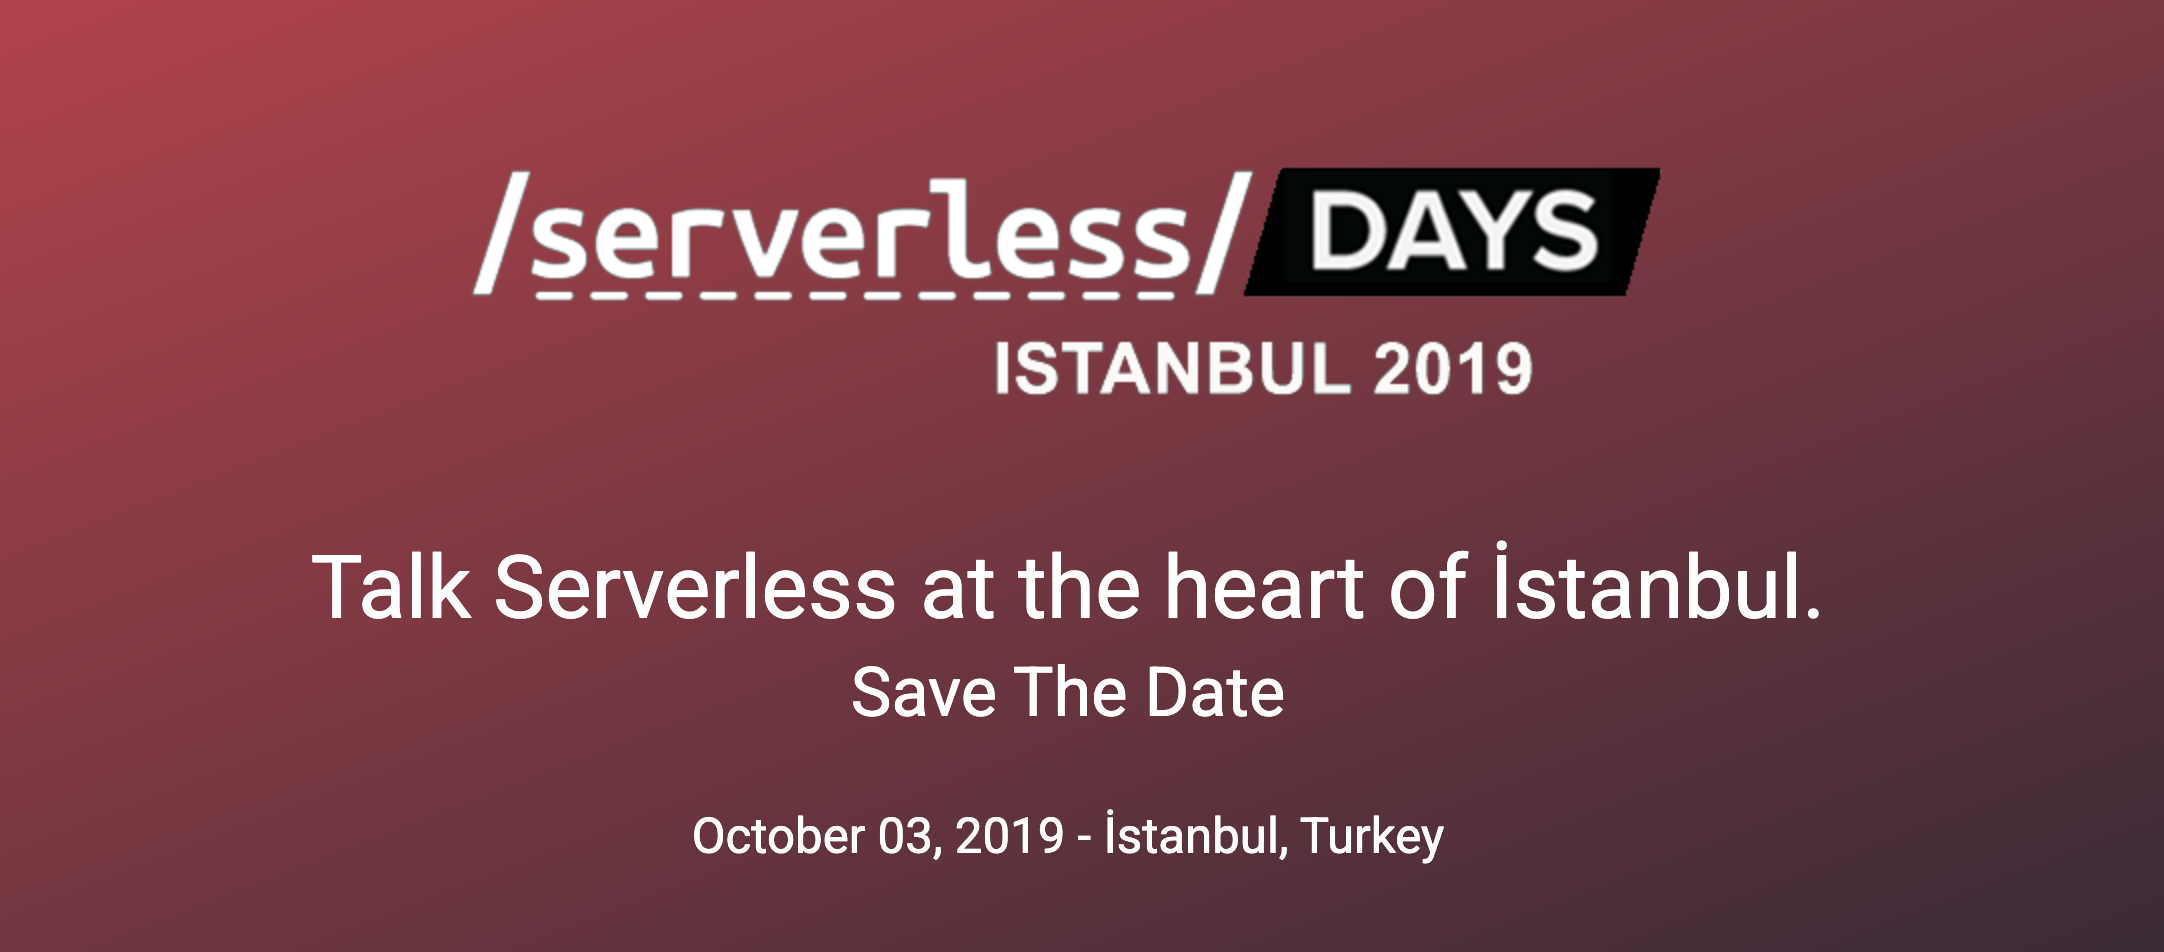 /serverless/ DAYS
ISTANBUL 2019
Talk Serverless at the heart of İstanbul.
Save The Date
October 03, 2019 - İstanbul, Turkey